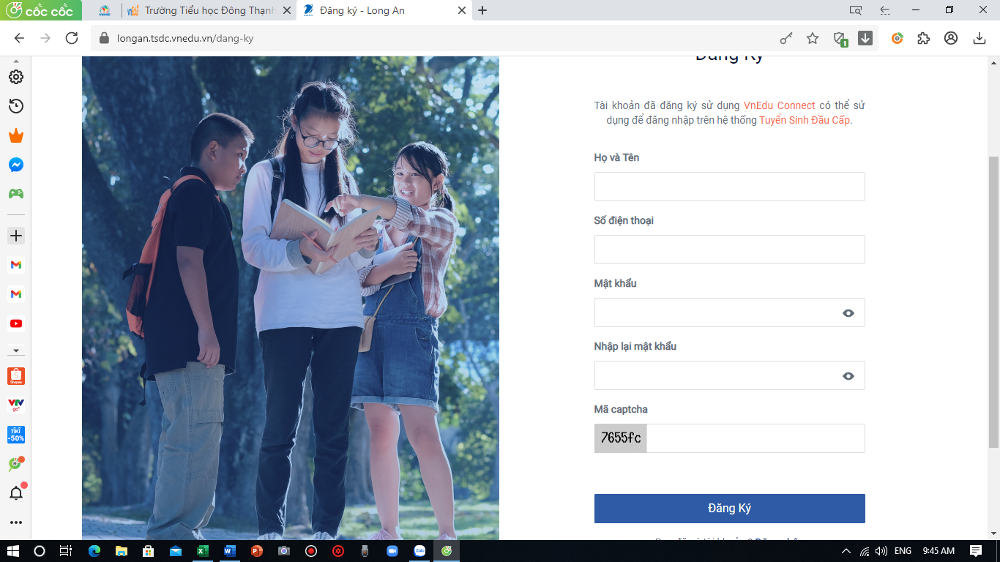 cốc cốc
Trường Tiểu học Đông Thạnh
Đăng ký - Long An
longan.tsdc.vnedu.vn/dang-ky
1
Đăng Ký
Tài khoản đã đăng ký sử dụng VnEdu Connect có thể sử
dụng để đăng nhập trên hệ thống Tuyển Sinh Đầu Cấp.
Họ và Tên
Số điện thoại
Mật khẩu
Nhập lại mật khẩu
Mã captcha
7655fc
Đăng Ký
Shopee
VTV
go
TIKI
-50%
ENG
9:45 AM